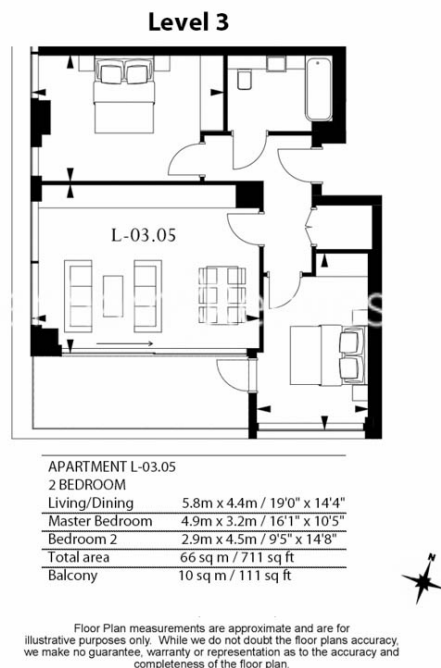 Level 3
L-03.05
APARTMENT L-03.05
2 BEDROOM
Living/Dining 5.8m x 4.4m / 19'0" x 14'4"
Master Bedroom 4.9m x 3.2m / 16'1" x 10'5"
Bedroom 2 2.9m x 4.5m / 9'5" x 14'8"
Total area 66 sq m / 711 sq ft
Balcony 10 sq m / 111 sq ft
N
Floor Plan measurements are approximate and are for
illustrative purposes only. While we do not doubt the floor plans accuracy,
we make no guarantee, warranty or representation as to the accuracy and
completeness of the floor plan.